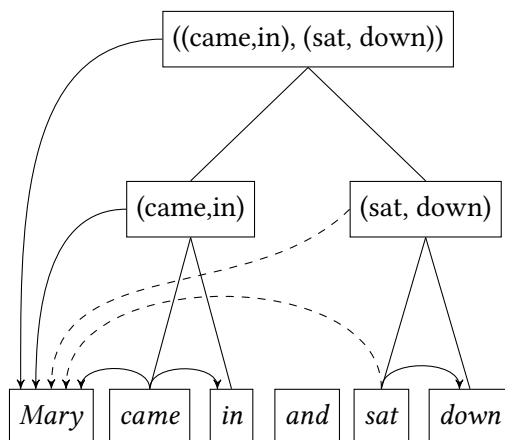 ((came,in), (sat, down))
(came,in) (sat, down)
Mary came in and sat down